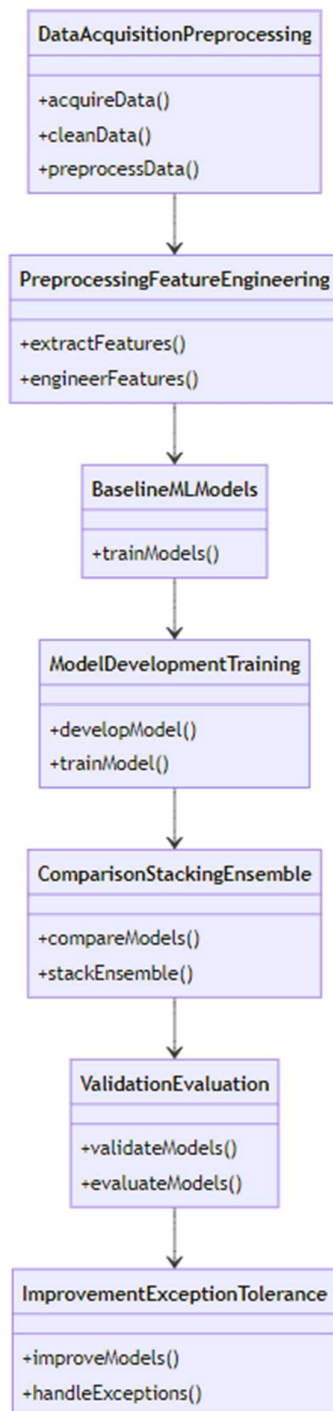 DataAcquisitionPreprocessing
+acquireData()
+cleanData()
+preprocessData()
PreprocessingFeatureEngineering
+extractFeatures()
+engineerFeatures()
BaselineMLModels
+trainModels()
ModelDevelopmentTraining
+developModel()
+trainModel()
ComparisonStackingEnsemble
+compareModels()
+stackEnsemble()
ValidationEvaluation
+validateModels()
+evaluateModels()
ImprovementExceptionTolerance
+improveModels()
+handleExceptions()